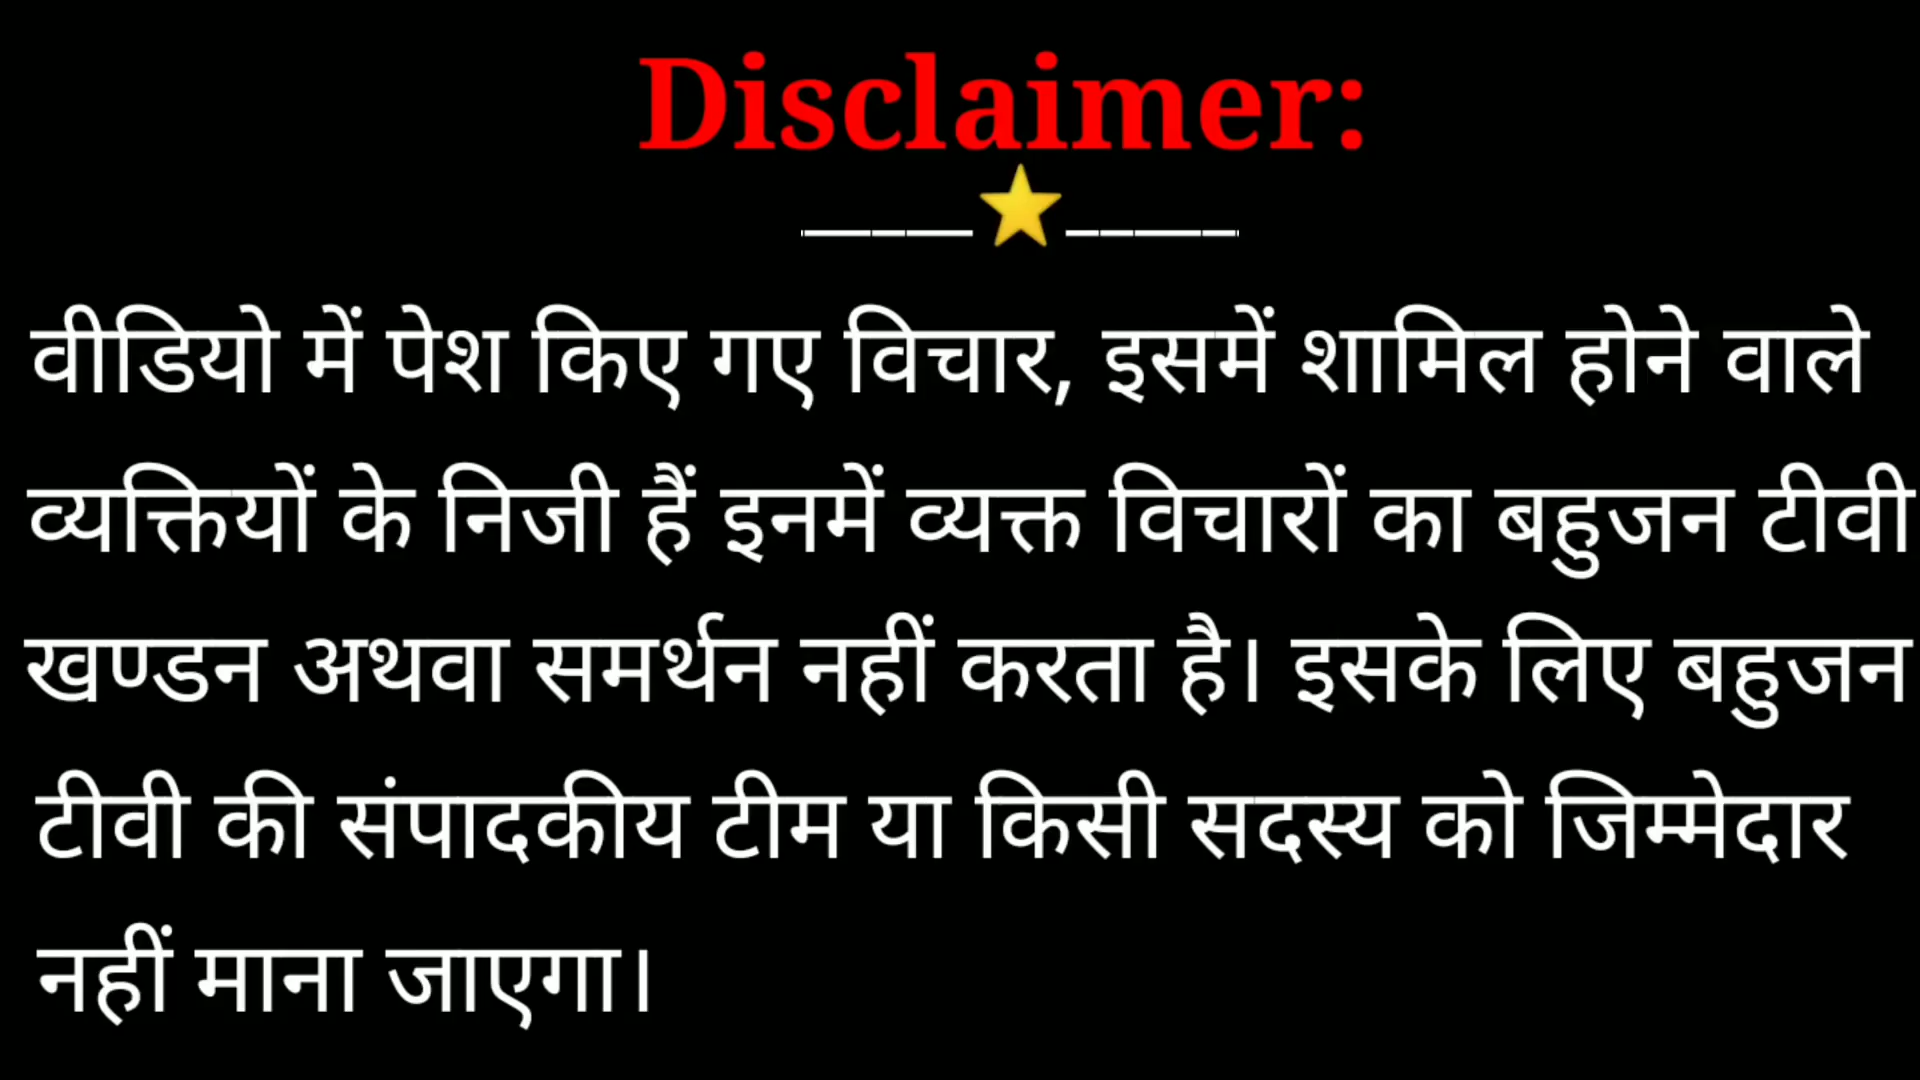 Disclaimer:
वीडियो में पेश किए गए विचार, इसमें शामिल होने वाले
व्यक्तियों के निजी हैं इनमें व्यक्त विचारों का बहुजन टीवी
खण्डन अथवा समर्थन नहीं करता है। इसके लिए बहुजन
टीवी की संपादकीय टीम या किसी सदस्य को जिम्मेदार
नहीं माना जाएगा।